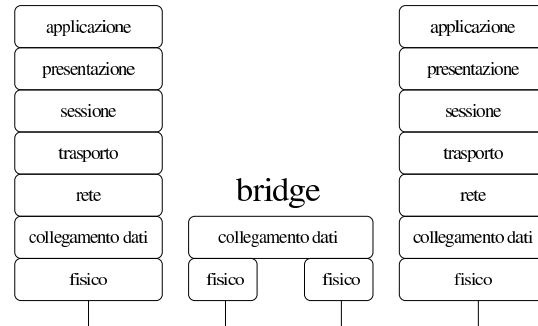 applicazione
presentazione
sessione
trasporto
rete
collegamento dati
fisico
bridge
collegamento dati
fisico
fisico
applicazione
presentazione
sessione
trasporto
rete
collegamento dati
fisico